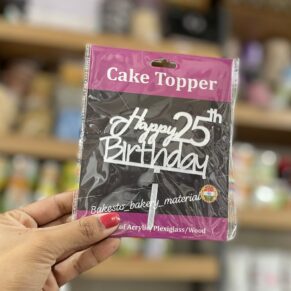 Cake Topper
Happy 25th
Birthday
Bakesto_bakery_material
of Acrylic Plexiglass/Wood